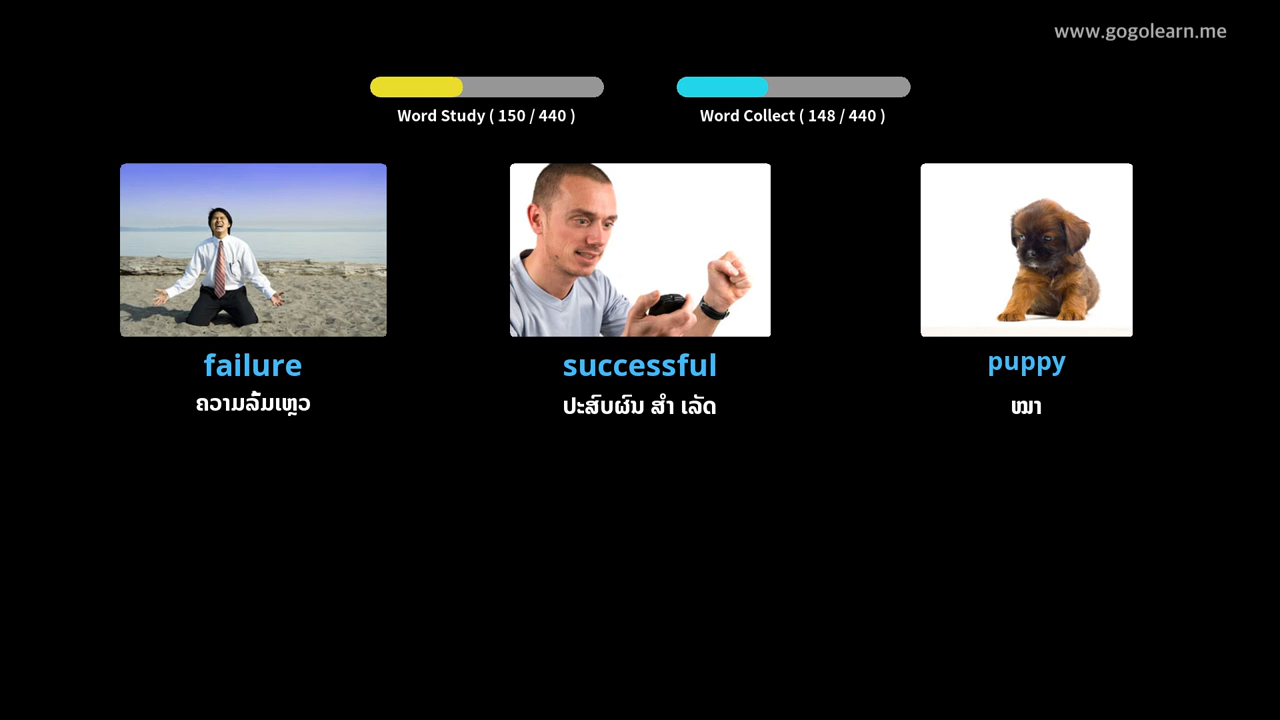 www.gogolearn.me
Word Study ( 150 / 440 )
Word Collect ( 148 / 440 )
failure
ຄວາມລົ້ມເຫຼວ
successful
ປະສົບຜົນ ສຳ ເລັດ
puppy
ໝາ